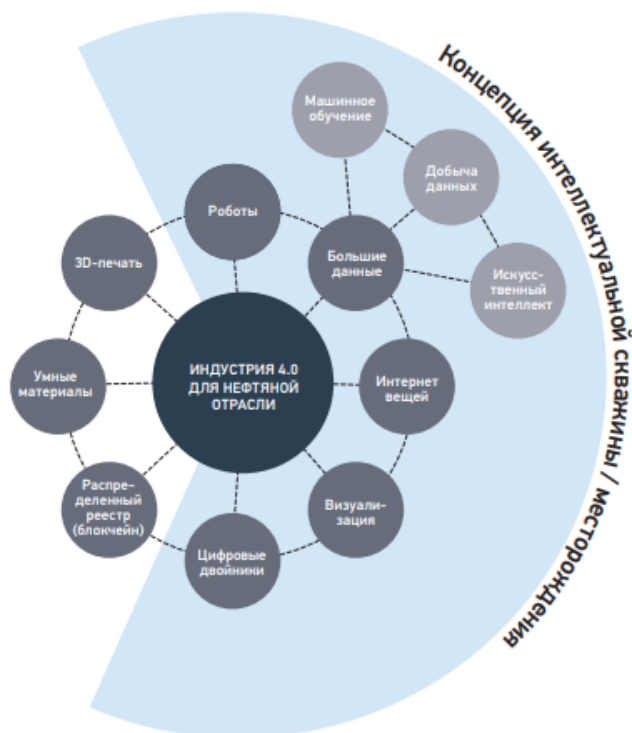 Концепция интеллектуальной скважины / месторождения
Машинное
обучение
Добыча
данных
Роботы
Большие
данные
3D-печать
Искусс-
твенный
интеллект
ИНДУСТРИЯ 4.0
ДЛЯ НЕФТЯНОЙ
ОТРАСЛИ
Умные
материалы
Интернет
вещей
Распре-
деленный
реестр
(блокчейн)
Визуали-
зация
Цифровые
двойники